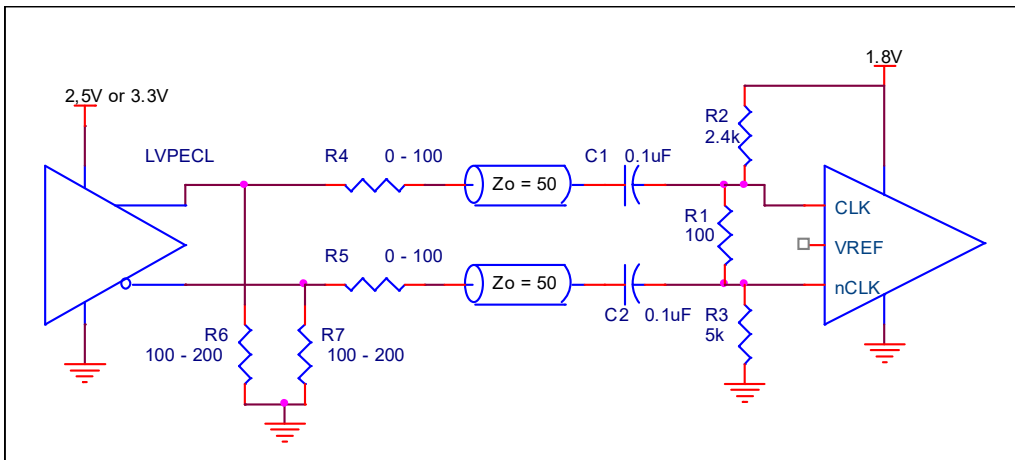 1.8V
2.5V or 3.3V
R2
2.4k
LVPECL
R4
0 - 100
C1
0.1uF
Zo = 50
CLK
R1
100
VREF
R5
0 - 100
Zo = 50
nCLK
C2
0.1uF
R3
5k
R6
100 - 200
R7
100 - 200